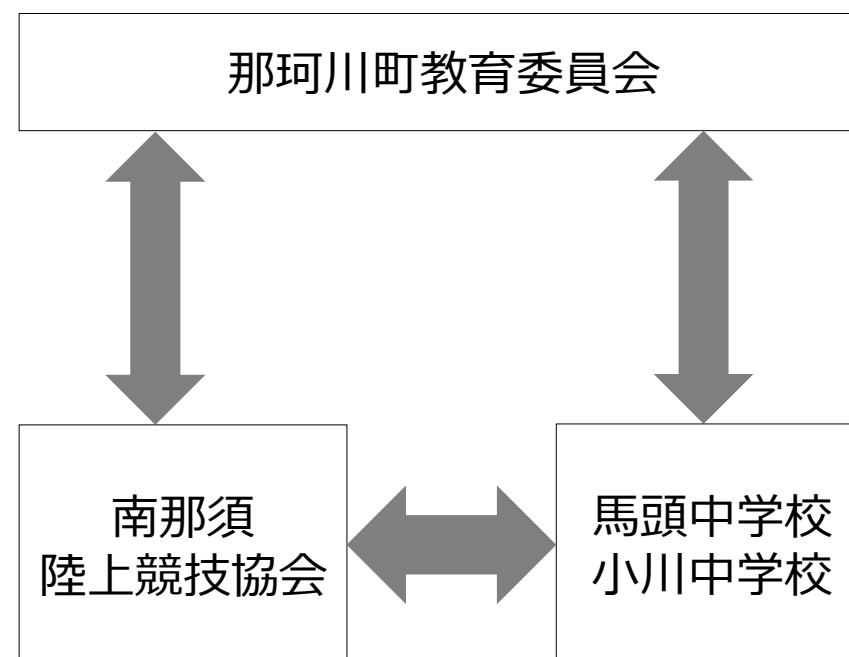 那珂川町教育委員会
南那須
陸上競技協会
馬頭中学校
小川中学校